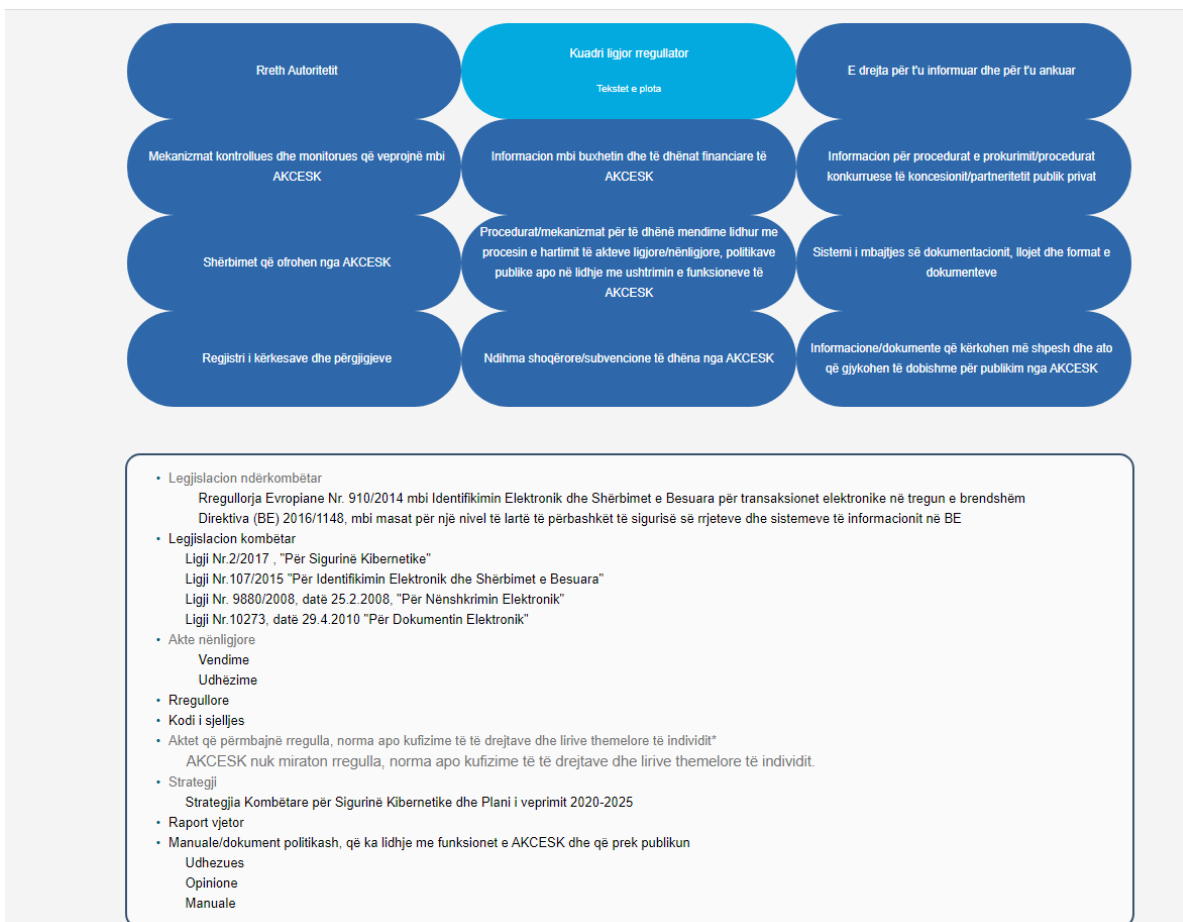 Rreth Autoritetit
Kuadri ligjor rregullator
Tekstet e plota
E drejta për t'u informuar dhe për t'u ankuar
Mekanizmat kontrollues dhe monitorues që veprojnë mbi
AKCESK
Informacion mbi buxhetin dhe të dhënat financiare të
AKCESK
Informacion për procedurat e prokurimit/procedurat
konkurruese të koncesionit/partneritetit publik privat
Shërbimet që ofrohen nga AKCESK
Procedurat/mekanizmat për të dhënë mendime lidhur me
procesin e hartimit të akteve ligjore/nënligjore, politikave
publike apo në lidhje me ushtrimin e funksioneve të
AKCESK
Sistemi i mbajtjes së dokumentacionit, llojet dhe format e
dokumenteve
Regjistri i kërkesave dhe përgjigjeve
Ndihma shoqërore/subvencione të dhëna nga AKCESK
Informacione/dokumente që kërkohen më shpesh dhe ato
që gjykohen të dobishme për publikim nga AKCESK
• Legjislacion ndërkombëtar
Rregullorja Evropiane Nr. 910/2014 mbi Identifikimin Elektronik dhe Shërbimet e Besuara për transaksionet elektronike në tregun e brendshëm
Direktiva (BE) 2016/1148, mbi masat për një nivel të lartë të përbashkët të sigurisë së rrjeteve dhe sistemeve të informacionit në BE
• Legjislacion kombëtar
Ligji Nr.2/2017 , "Për Sigurinë Kibernetike"
Ligji Nr.107/2015 "Për Identifikimin Elektronik dhe Shërbimet e Besuara"
Ligji Nr. 9880/2008, datë 25.2.2008, "Për Nënshkrimin Elektronik"
Ligji Nr.10273, datë 29.4.2010 "Për Dokumentin Elektronik"
• Akte nënligjore
Vendime
Udhëzime
• Rregullore
• Kodi i sjelljes
• Aktet që përmbajnë rregulla, norma apo kufizime të të drejtave dhe lirive themelore të individit*
AKCESK nuk miraton rregulla, norma apo kufizime të të drejtave dhe lirive themelore të individit.
• Strategji
Strategjia Kombëtare për Sigurinë Kibernetike dhe Plani i veprimit 2020-2025
• Raport vjetor
• Manuale/dokument politikash, që ka lidhje me funksionet e AKCESK dhe që prek publikun
Udhezues
Opinione
Manuale